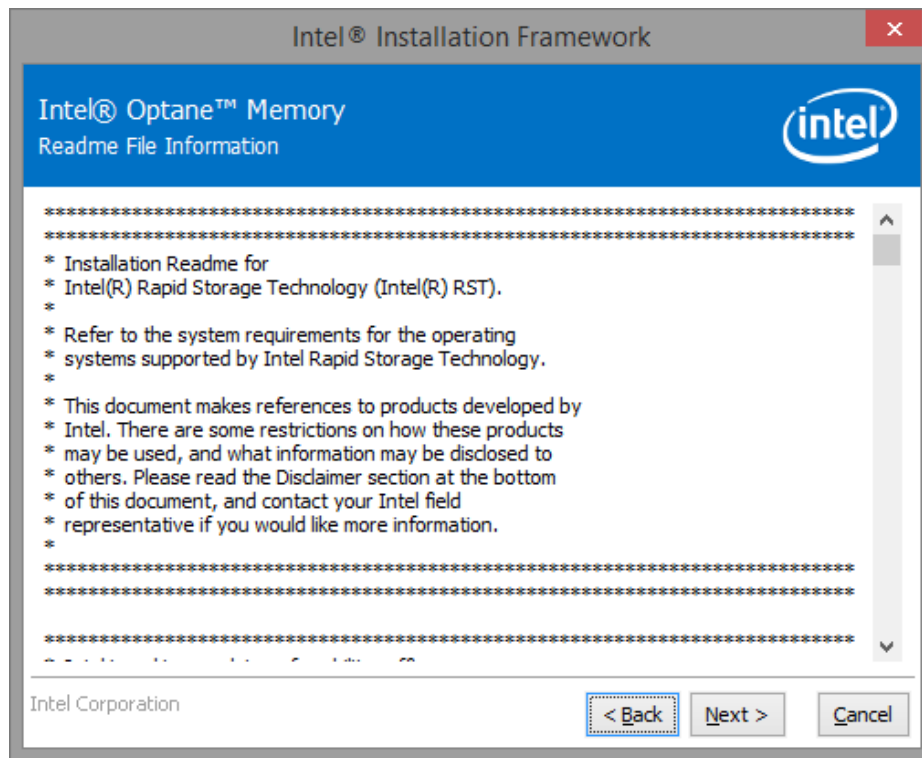 Intel® Installation Framework
Intel® Optane™ Memory
Readme File Information
intel
*******************************************************************************
*******************************************************************************
* Installation Readme for
* Intel(R) Rapid Storage Technology (Intel(R) RST).
*
* Refer to the system requirements for the operating
* systems supported by Intel Rapid Storage Technology.
*
* This document makes references to products developed by
* Intel. There are some restrictions on how these products
* may be used, and what information may be disclosed to
* others. Please read the Disclaimer section at the bottom
* of this document, and contact your Intel field
* representative if you would like more information.
*
*******************************************************************************
*******************************************************************************
*******************************************************************************
Intel Corporation
< Back
Next >
Cancel